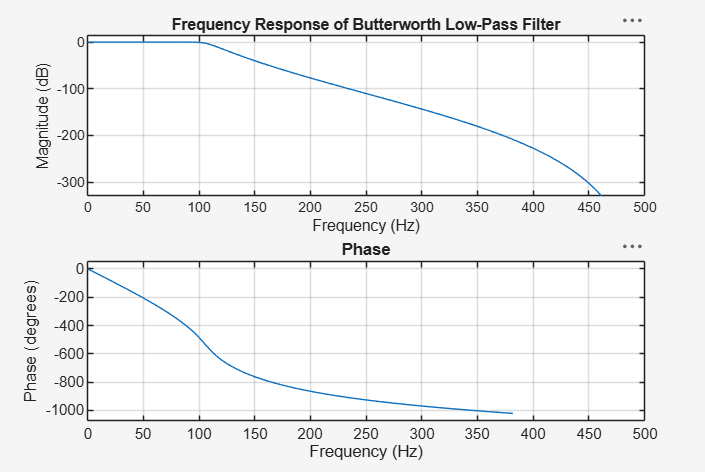 Frequency Response of Butterworth Low-Pass Filter
Magnitude (dB)
0
-100
-200
-300
0 50 100 150 200 250 300 350 400 450 500
Frequency (Hz)
Phase
Phase (degrees)
0
-200
-400
-600
-800
-1000
0 50 100 150 200 250 300 350 400 450 500
Frequency (Hz)